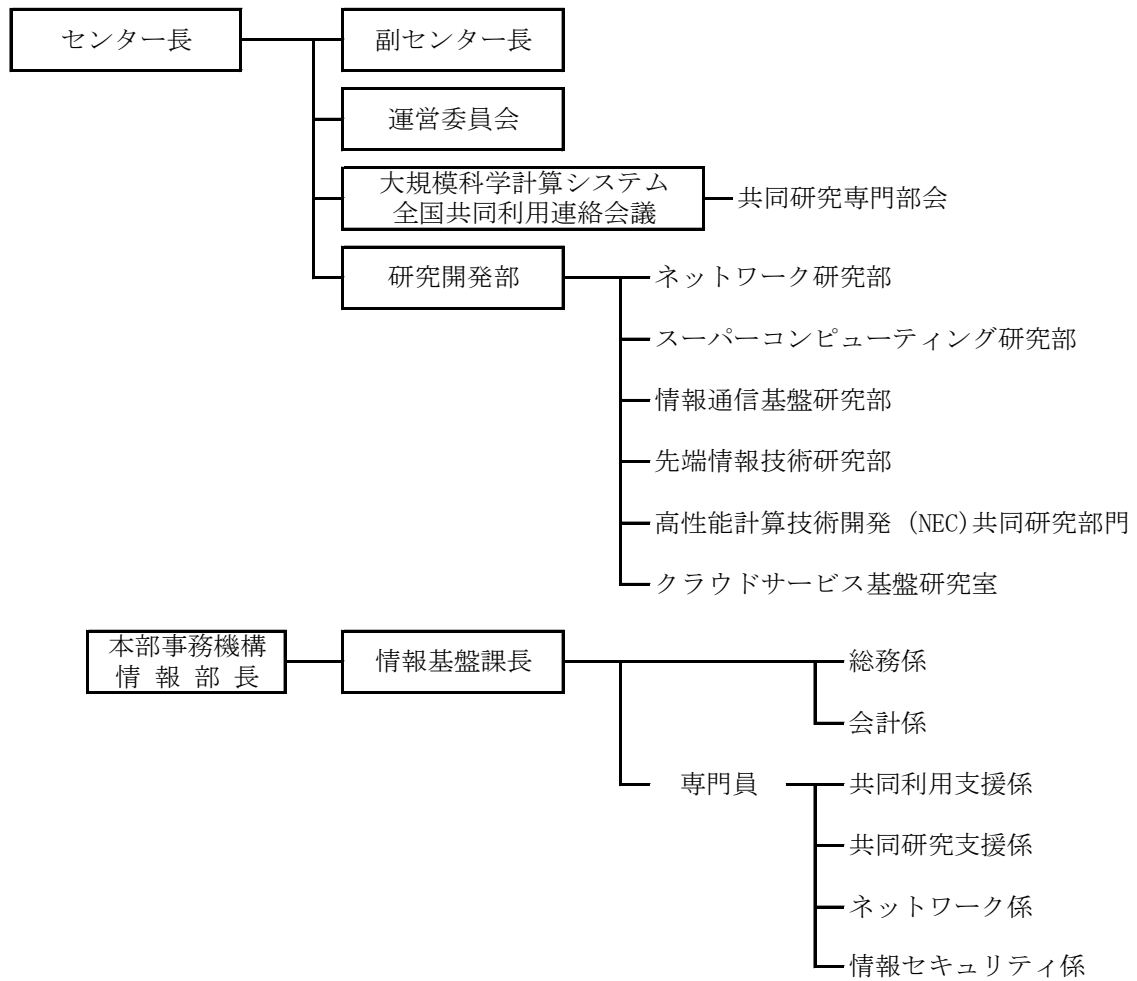 センター長
副センター長
運営委員会
大規模科学計算システム
全国共同利用連絡会議
共同研究専門部会
研究開発部
ネットワーク研究部
スーパーコンピューティング研究部
情報通信基盤研究部
先端情報技術研究部
高性能計算技術開発 (NEC)共同研究部門
クラウドサービス基盤研究室
本部事務機構
情 報 部 長
情報基盤課長
総務係
会計係
専門員
共同利用支援係
共同研究支援係
ネットワーク係
情報セキュリティ係